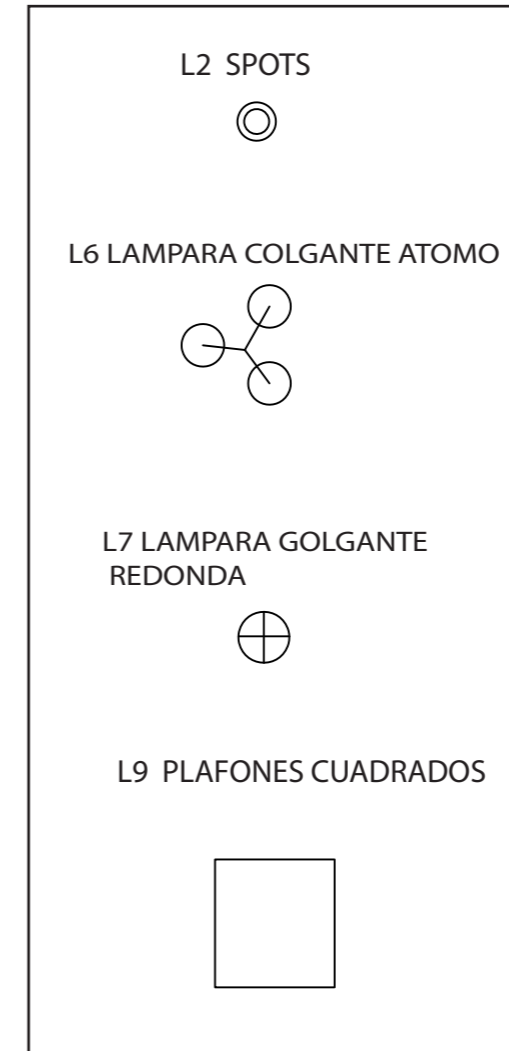 L2 SPOTS
L6 LAMPARA COLGANTE ATOMO
L7 LAMPARA GOLGANTE
REDONDA
L9 PLAFONES CUADRADOS